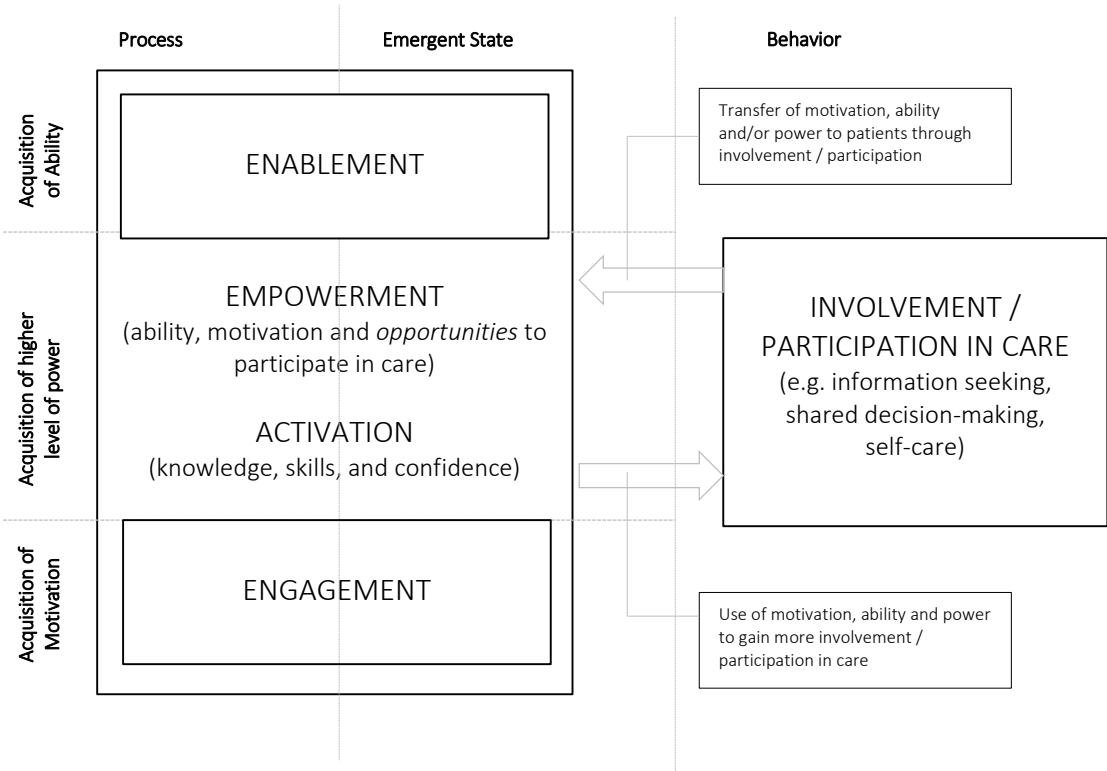 Process
Emergent State
Behavior
Acquisition
of Ability
ENABLEMENT
Transfer of motivation, ability
and/or power to patients through
involvement / participation
Acquisition of higher
level of power
EMPOWERMENT
(ability, motivation and opportunities to
participate in care)
ACTIVATION
(knowledge, skills, and confidence)
INVOLVEMENT /
PARTICIPATION IN CARE
(e.g. information seeking,
shared decision-making,
self-care)
Acquisition of
Motivation
ENGAGEMENT
Use of motivation, ability and power
to gain more involvement /
participation in care